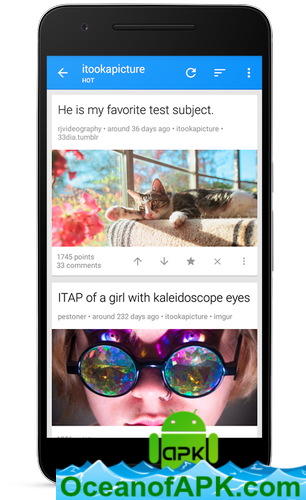 itookapicture
HOT
He is my favorite test subject.
rjvideography • around 36 days ago • itookapicture •
33dia.tumblr
1745 points
33 comments
ITAP of a girl with kaleidoscope eyes
pestoner • around 232 days ago • itookapicture • imgur
apk
OceanofAPK.com